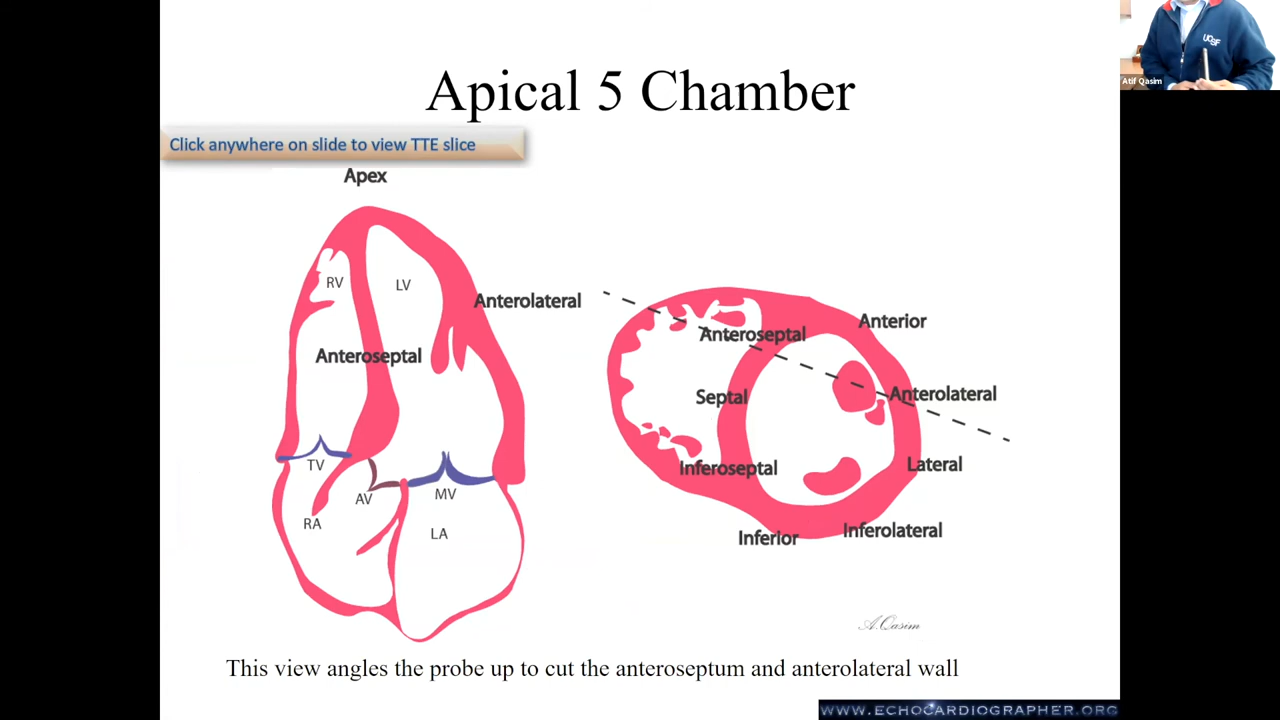 UCSF
Atif Qasim
Apical 5 Chamber
Click anywhere on slide to view TTE slice
Apex
RV
LV
Anterolateral
Anteroseptal
TV
AV
MV
RA
LA
Anterior
Anteroseptal
Septal
Anterolateral
Inferoseptal
Lateral
Inferior
Inferolateral
A.Qasim
This view angles the probe up to cut the anteroseptum and anterolateral wall
WWW.ECHOCARDIOGRAPHER.ORG